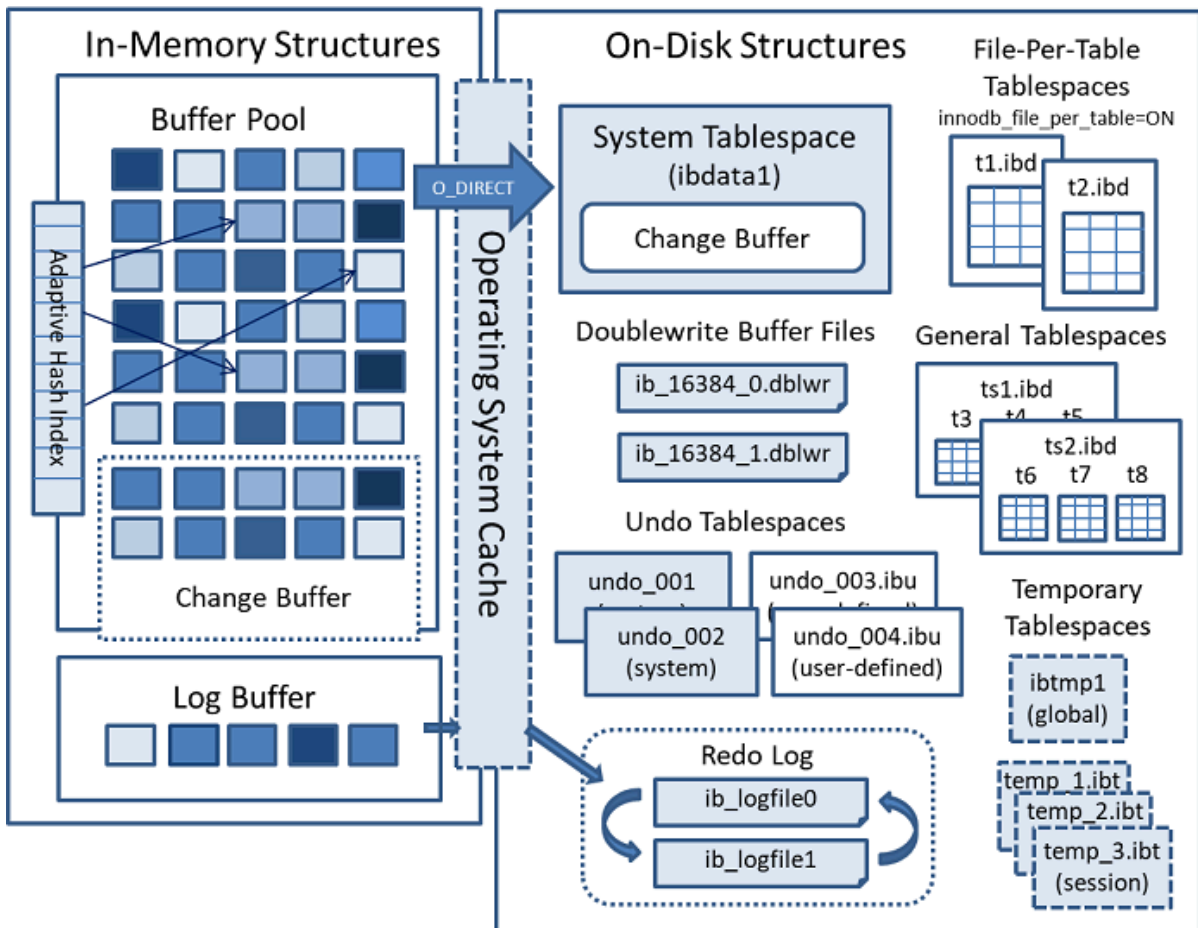 In-Memory Structures
Buffer Pool
Adaptive Hash Index
Change Buffer
Log Buffer
O_DIRECT
Operating System Cache
On-Disk Structures
System Tablespace
(ibdata1)
Change Buffer
Doublewrite Buffer Files
ib_16384_0.dblwr
ib_16384_1.dblwr
Undo Tablespaces
undo_001
undo_002
(system)
undo_003.ibu
undo_004.ibu
(user-defined)
Redo Log
ib_logfile0
ib_logfile1
File-Per-Table
Tablespaces
innodb_file_per_table=ON
t1.ibd
t2.ibd
General Tablespaces
ts1.ibd
t3 t4 t5
ts2.ibd
t6 t7 t8
Temporary
Tablespaces
ibtmp1
(global)
temp_1.ibt
temp_2.ibt
temp_3.ibt
(session)